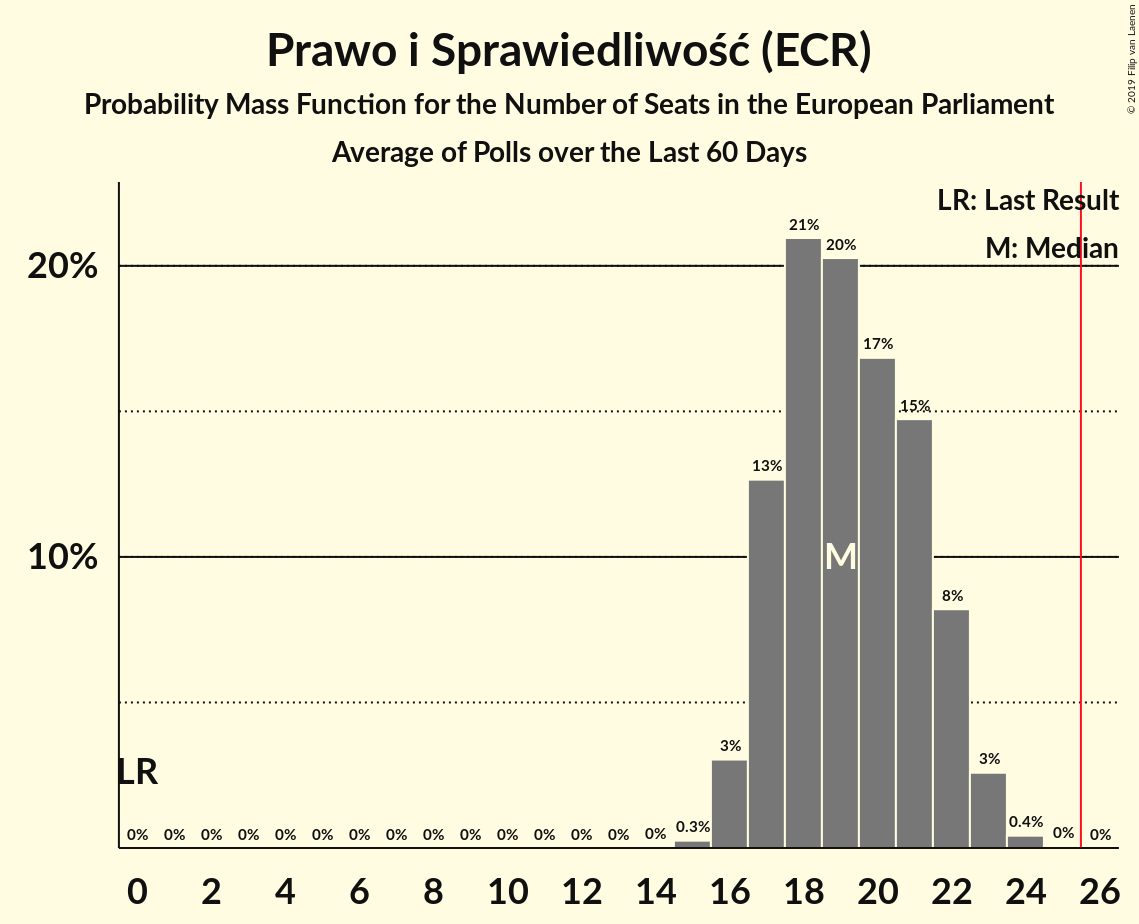 Prawo i Sprawiedliwość (ECR)
Probability Mass Function for the Number of Seats in the European Parliament
Average of Polls over the Last 60 Days
© 2019 Filip van Laenen
LR: Last Result
M: Median
21%
20%
20%
17%
15%
13%
10%
M
8%
3%
3%
LR
0% 0% 0% 0% 0% 0% 0% 0% 0% 0% 0% 0% 0% 0% 0% 0.3% 0.4% 0% 0%
0 2 4 6 8 10 12 14 16 18 20 22 24 26